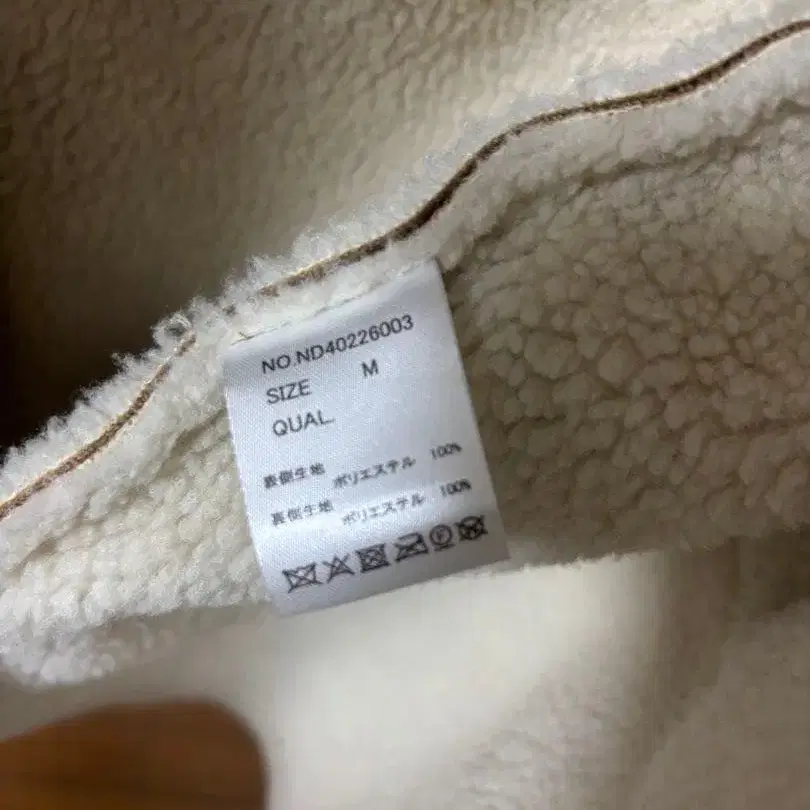 NO.ND40226003
SIZE M
QUAL.
表側生地 ポリエステル 100%
裏側生地 ポリエステル 100%